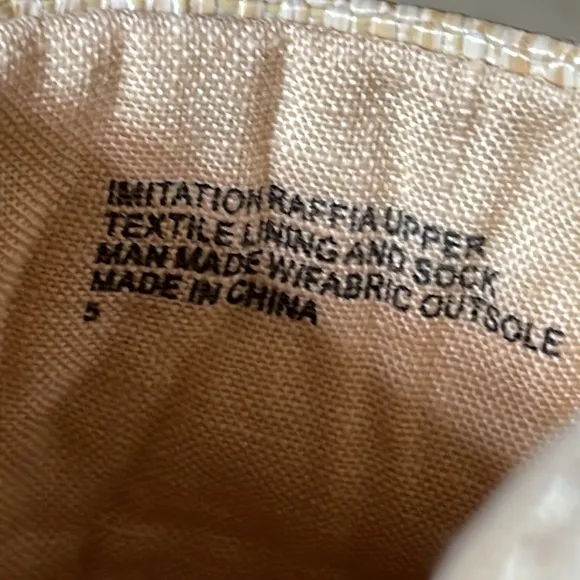 IMITATION RAFFIA UPPER
TEXTILE LINING AND SOCK
MAN MADE W/FABRIC OUTSOLE
MADE IN CHINA
5